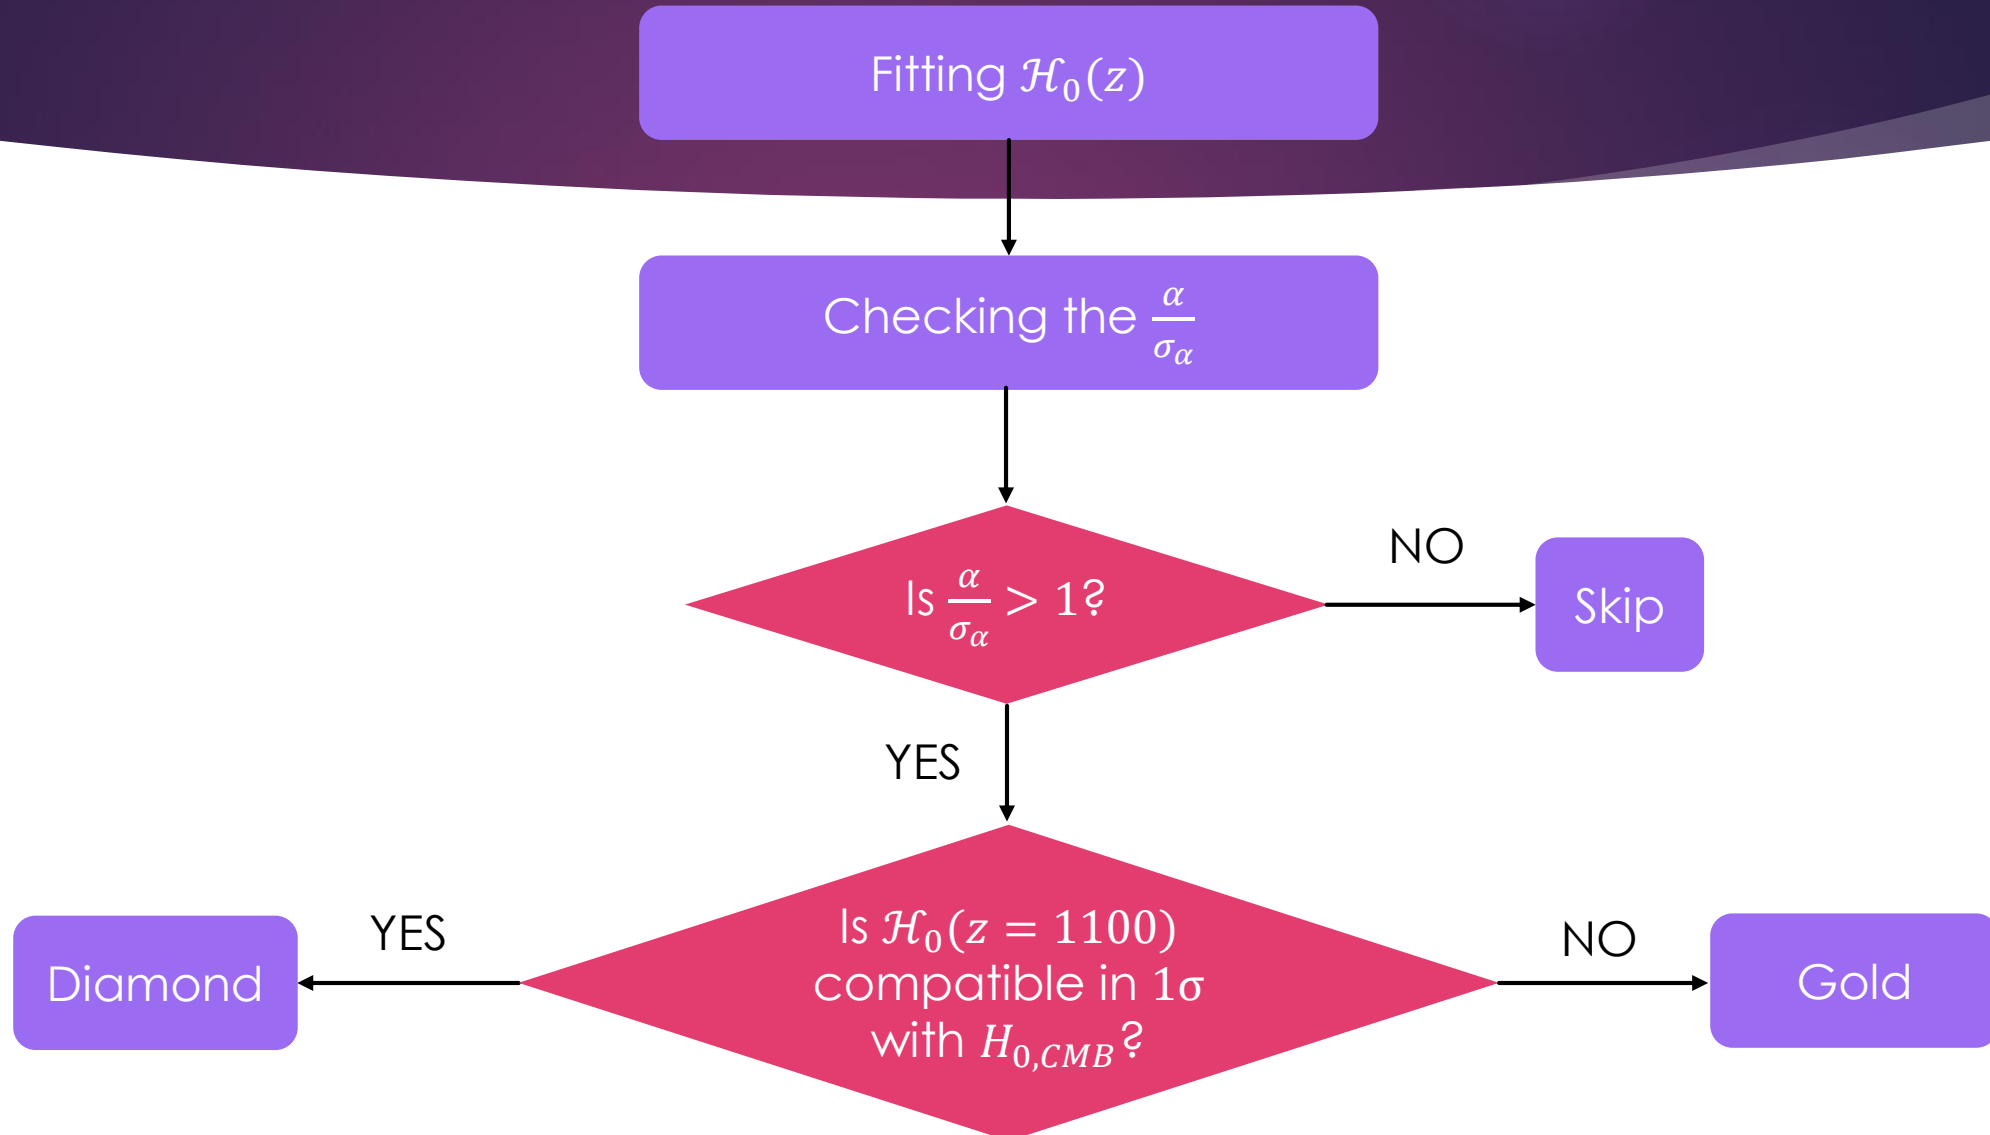 Fitting ℋ₀(z)
Checking the α/σ_α
Is α/σ_α > 1?
NO
Skip
YES
Is ℋ₀(z = 1100)
compatible in 1σ
with H₀,CMB?
YES
Diamond
NO
Gold